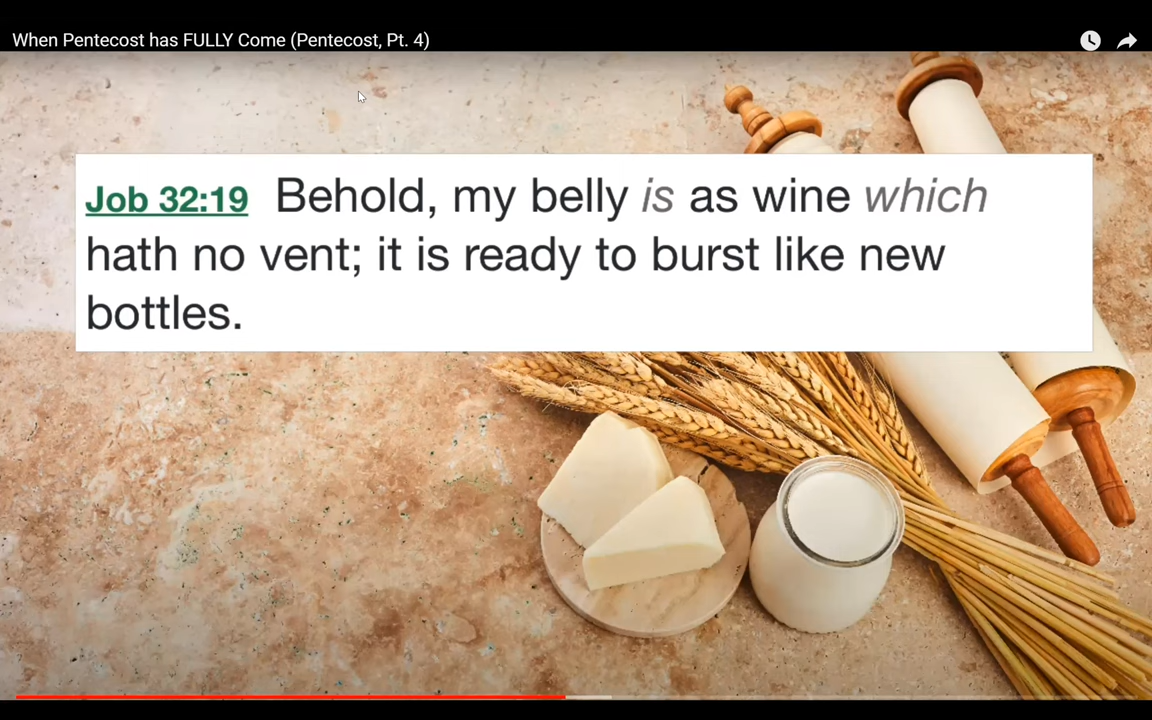 When Pentecost has FULLY Come (Pentecost, Pt. 4)
Job 32:19 Behold, my belly is as wine which
hath no vent; it is ready to burst like new
bottles.